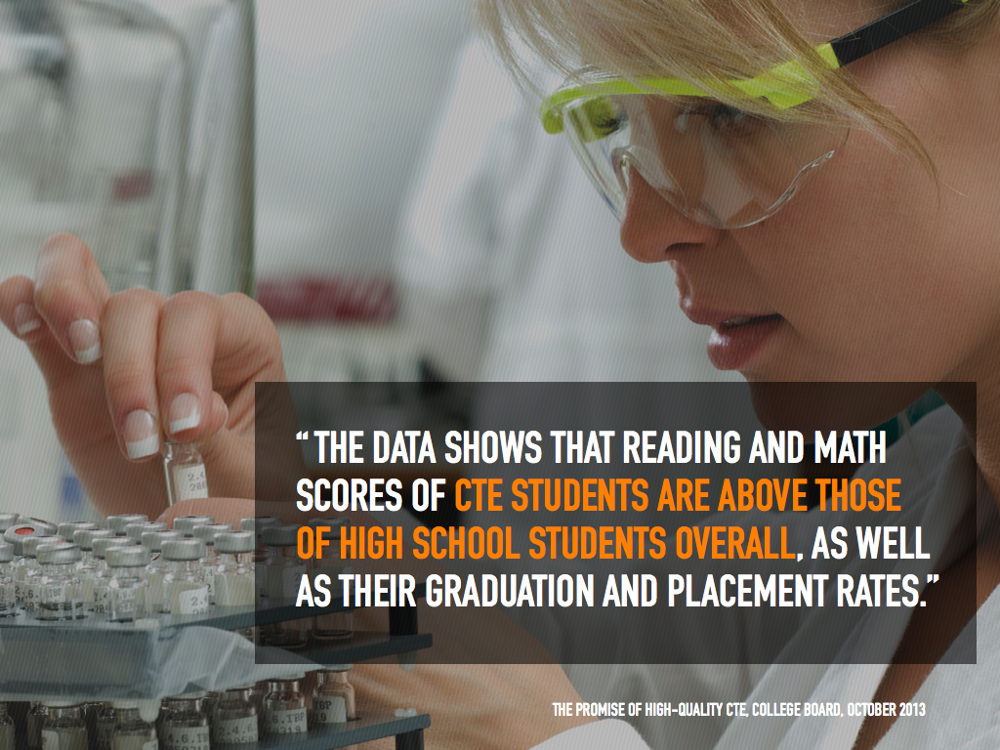 “ THE DATA SHOWS THAT READING AND MATH
SCORES OF CTE STUDENTS ARE ABOVE THOSE
OF HIGH SCHOOL STUDENTS OVERALL, AS WELL
AS THEIR GRADUATION AND PLACEMENT RATES.”
THE PROMISE OF HIGH-QUALITY CTE, COLLEGE BOARD, OCTOBER 2013